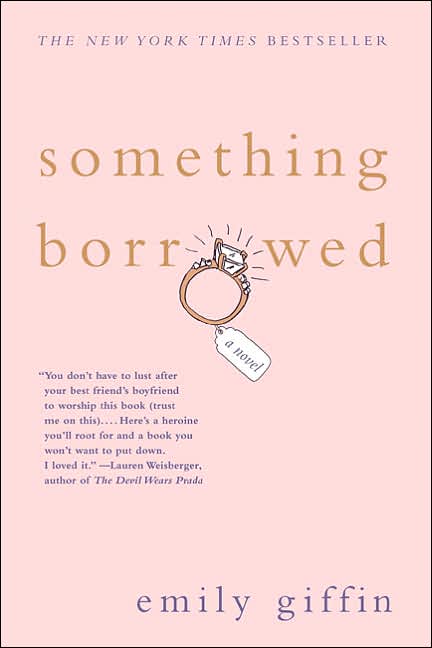 THE NEW YORK TIMES BESTSELLER
something
borrowed
a novel
“You don’t have to lust after
your best friend’s boyfriend
to worship this book (trust
me on this). . . . Here’s a heroine
you’ll root for and a book you
won’t want to put down.
I loved it.” —Lauren Weisberger,
author of The Devil Wears Prada
emily giffin